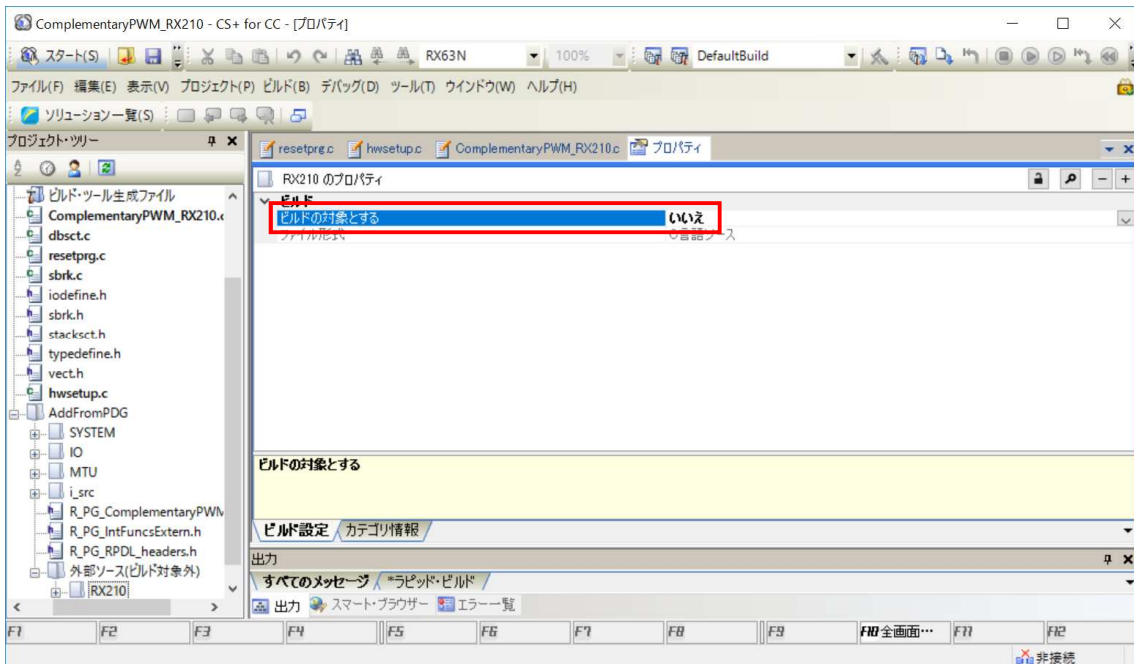 ComplementaryPWM_RX210 - CS+ for CC - [プロパティ]
スタート(S) RX63N 100% DefaultBuild
ファイル(F) 編集(E) 表示(V) プロジェクト(P) ビルド(B) デバッグ(D) ツール(T) ウインドウ(W) ヘルプ(H)
ソリューション一覧(S)
プロジェクト・ツリー
ビルド・ツール生成ファイル
ComplementaryPWM_RX210.c
dbsct.c
resetprg.c
sbrk.c
iodefine.h
sbrk.h
stacksct.h
typedefine.h
vect.h
hwsetup.c
AddFromPDG
SYSTEM
IO
MTU
i_src
R_PG_ComplementaryPWM
R_PG_IntFuncsExtern.h
R_PG_RPDL_headers.h
外部ソース(ビルド対象外)
RX210
resetprg.c hwsetup.c ComplementaryPWM_RX210.c プロパティ
RX210 のプロパティ
ビルド
ビルドの対象とする いいえ
ファイル形式 C言語ソース
ビルドの対象とする
ビルド設定 カテゴリ情報
出力
すべてのメッセージ *ラピッド・ビルド
出力 スマート・ブラウザー エラー一覧
F1 F2 F3 F4 F5 F6 F7 F8 F9 F10 全画面… F11 F12
非接続